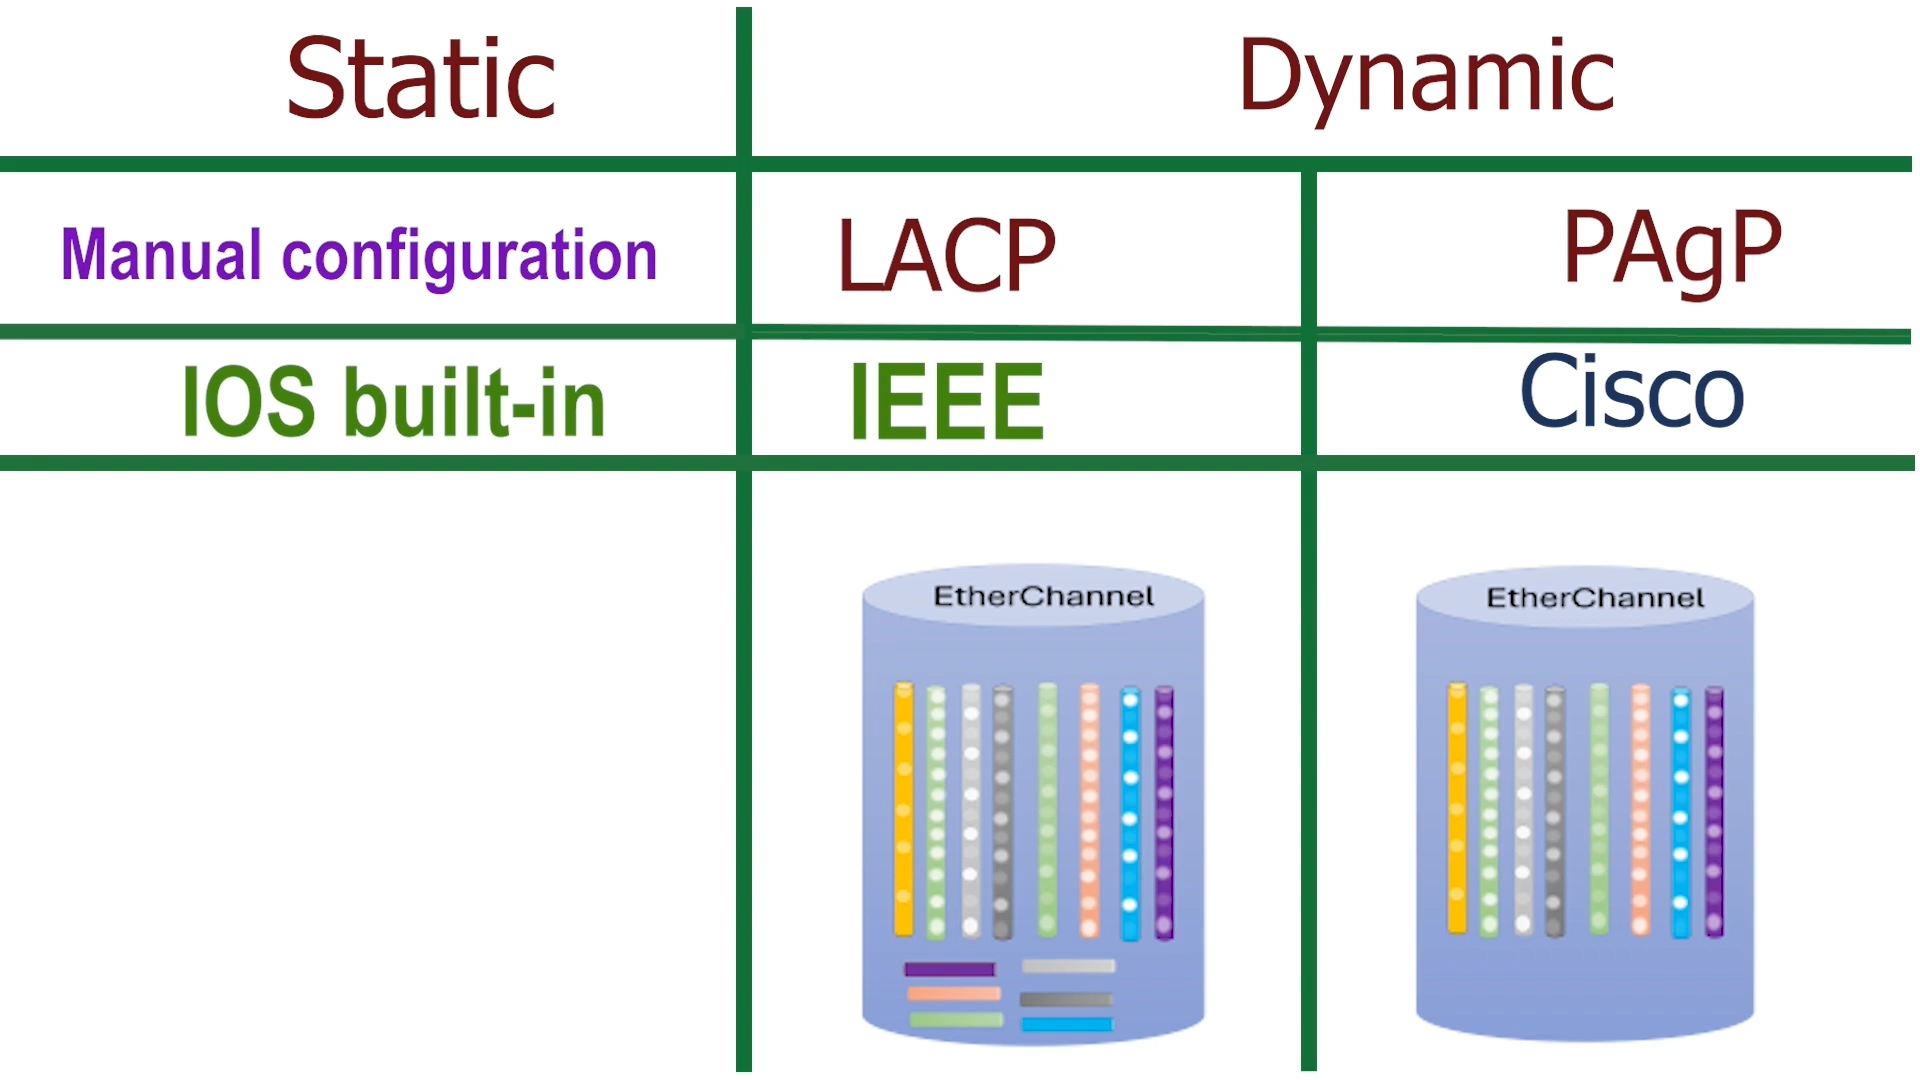 Static
Dynamic
Manual configuration
LACP
PAgP
IOS built-in
IEEE
Cisco
EtherChannel
EtherChannel